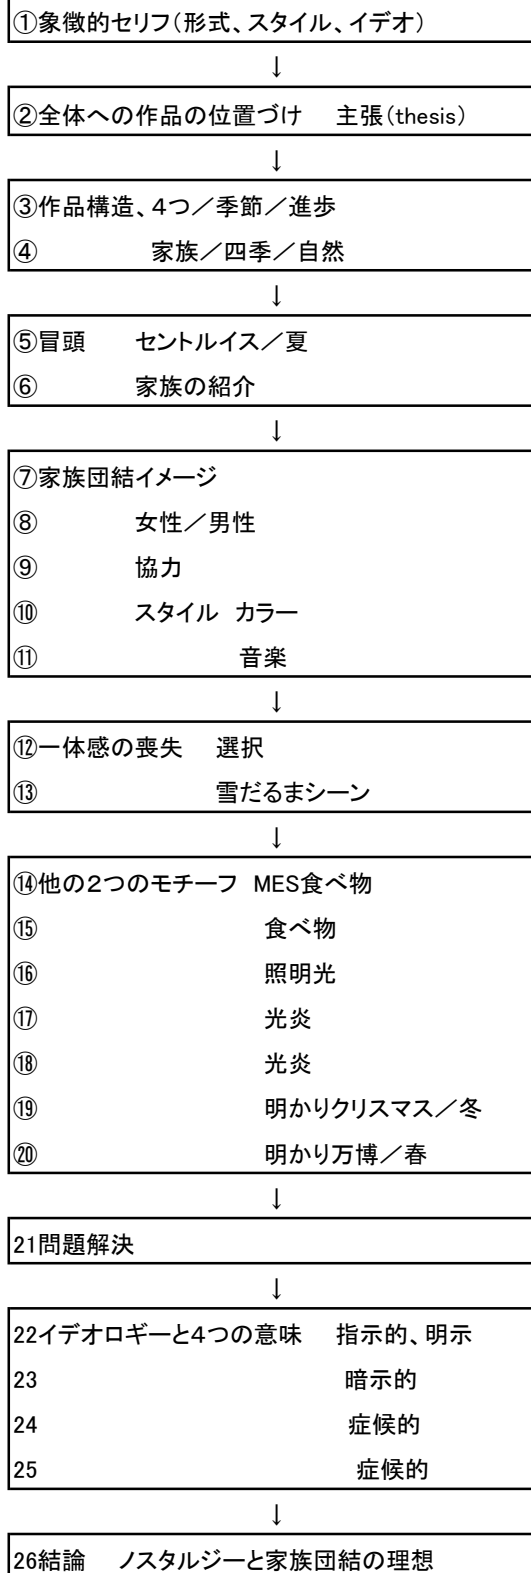 ①象徴的セリフ(形式、スタイル、イデオ)
↓
②全体への作品の位置づけ　主張(thesis)
↓
③作品構造、4つ／季節／進歩
④　家族／四季／自然
↓
⑤冒頭　セントルイス／夏
⑥　家族の紹介
↓
⑦家族団結イメージ
⑧　女性／男性
⑨　協力
⑩　スタイル　カラー
⑪　音楽
↓
⑫一体感の喪失　選択
⑬　雪だるまシーン
↓
⑭他の2つのモチーフ　MES食べ物
⑮　食べ物
⑯　照明光
⑰　光炎
⑱　光炎
⑲　明かりクリスマス／冬
⑳　明かり万博／春
↓
21問題解決
↓
22イデオロギーと4つの意味　指示的、明示
23　暗示的
24　症候的
25　症候的
↓
26結論　ノスタルジーと家族団結の理想